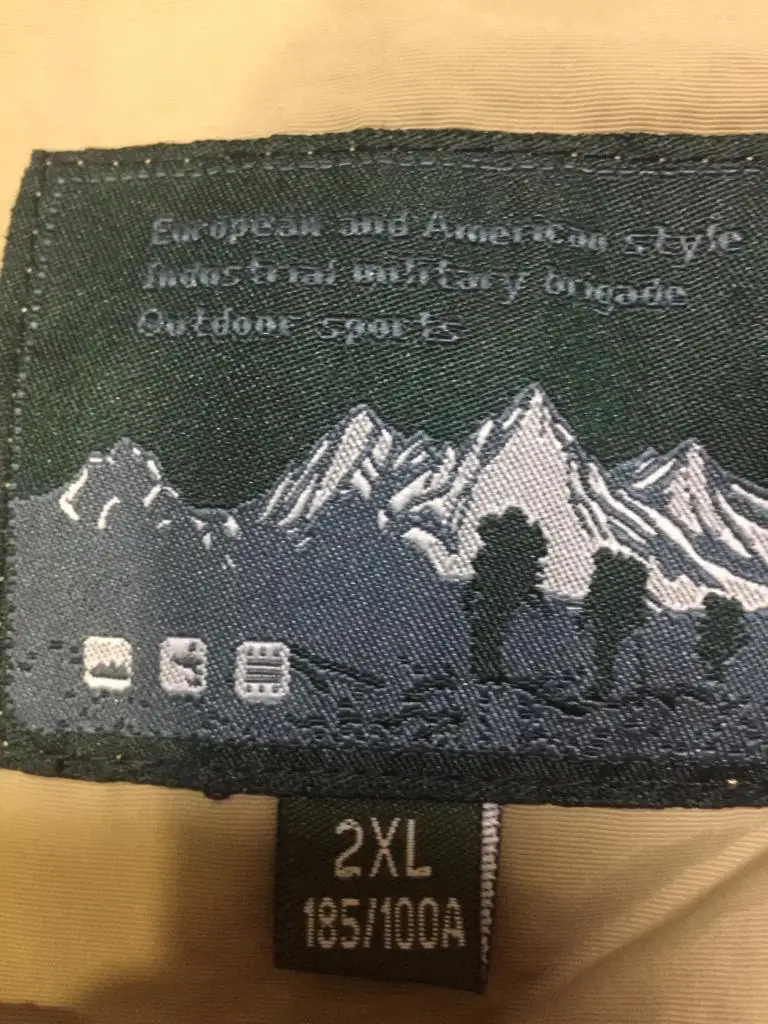 European and American style
Industrial military brigade
Outdoor sports
2XL
185/100A